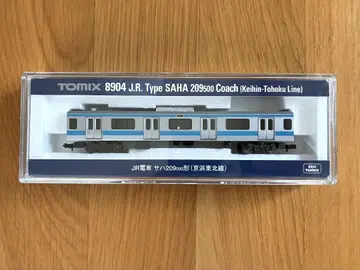 TOMIX 8904 J.R. Type SAHA 209500 Coach (Keihin-Tohoku Line)
JR電車 サハ209500形(京浜東北線)
TOMIX